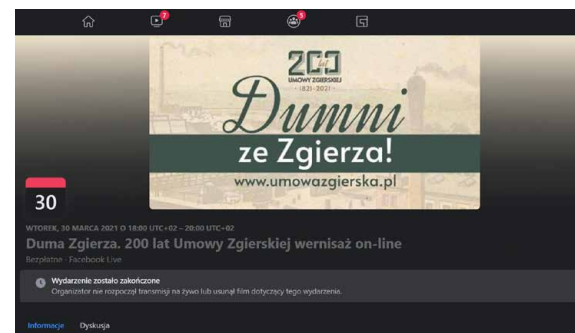 7
5
200 lat
UMOWY ZGIERSKIEJ
- 1821-2021 -
Dumni
ze Zgierza!
www.umowazgierska.pl
30
WTOREK, 30 MARCA 2021 O 18:00 UTC+02 – 20:00 UTC+02
Duma Zgierza. 200 lat Umowy Zgierskiej wernisaż on-line
Bezpłatne · Facebook Live
Wydarzenie zostało zakończone
Organizator nie rozpoczął transmisji na żywo lub usunął film dotyczący tego wydarzenia.
Informacje Dyskusja